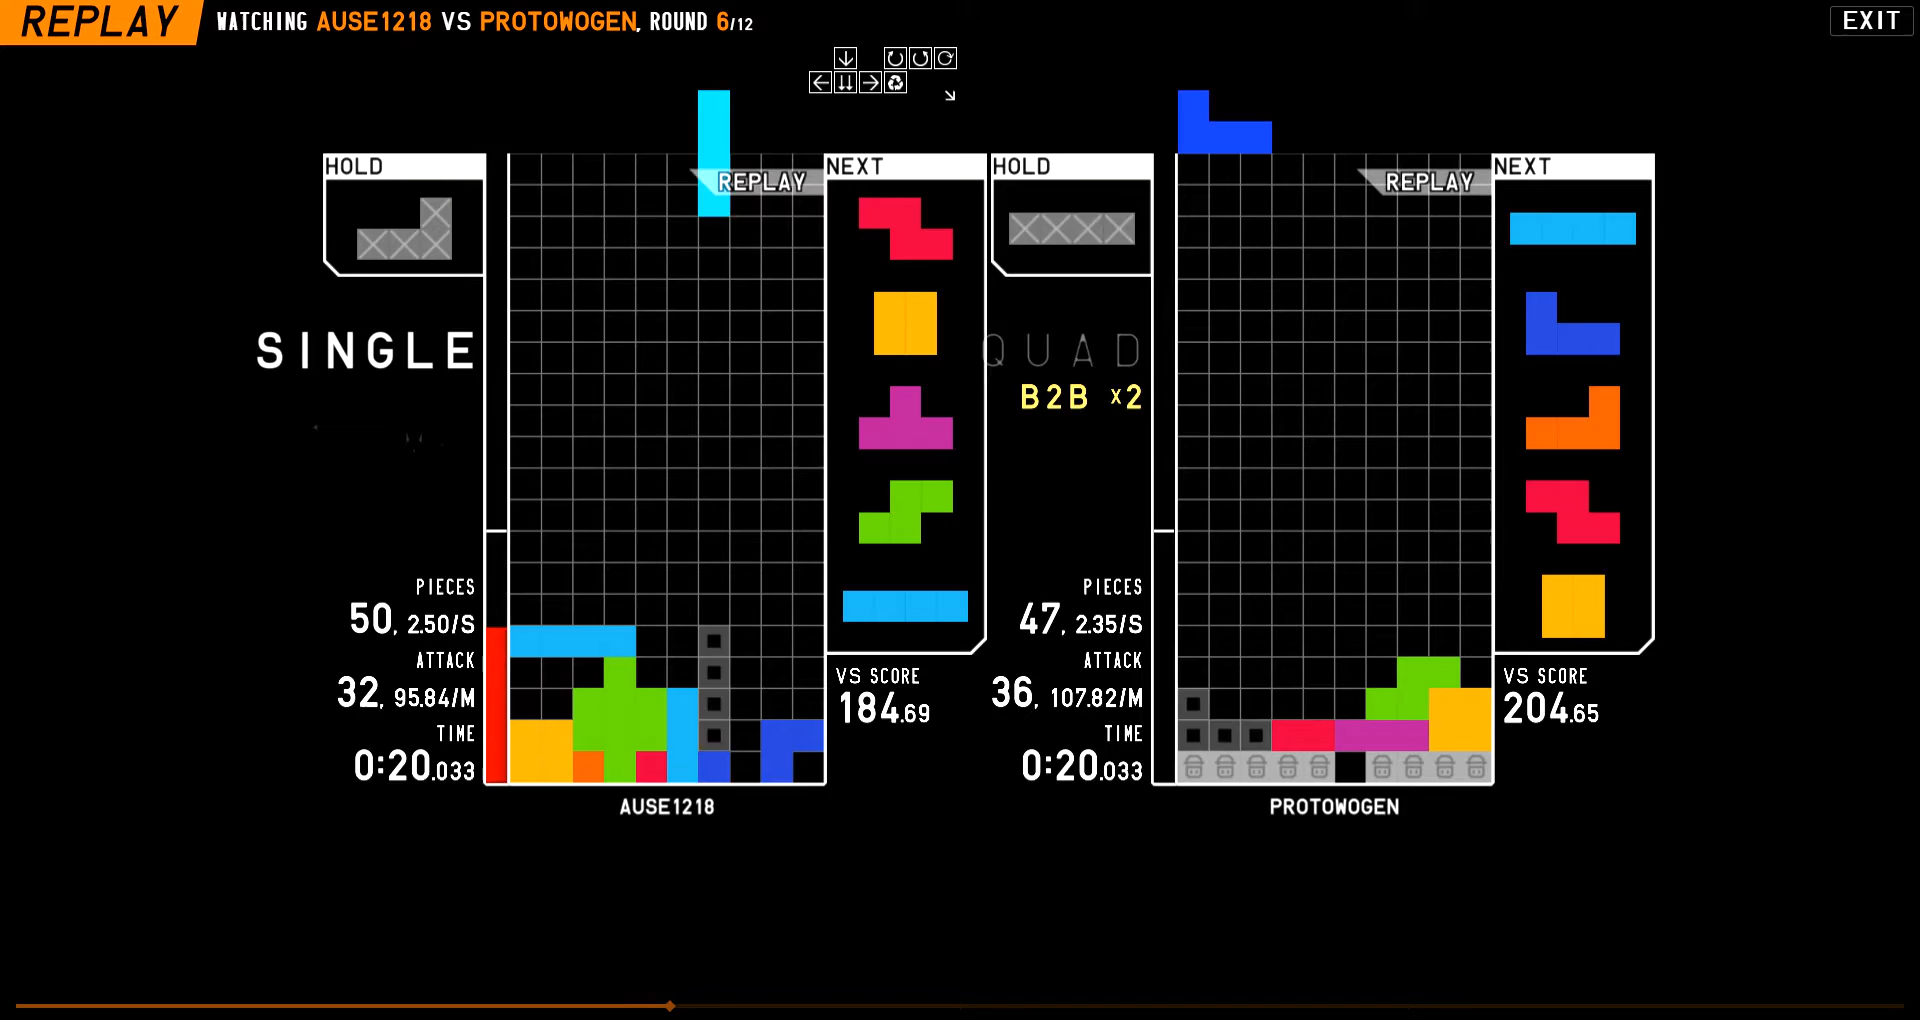 REPLAY WATCHING AUSE1218 VS PROTOWOGEN, ROUND 6/12 EXIT
HOLD
REPLAY
NEXT
SINGLE
PIECES
50, 2.50/S
ATTACK
32, 95.84/M
TIME
0:20.033
VS SCORE
184.69
AUSE1218
HOLD
REPLAY
NEXT
QUAD
B2B x2
PIECES
47, 2.35/S
ATTACK
36, 107.82/M
TIME
0:20.033
VS SCORE
204.65
PROTOWOGEN